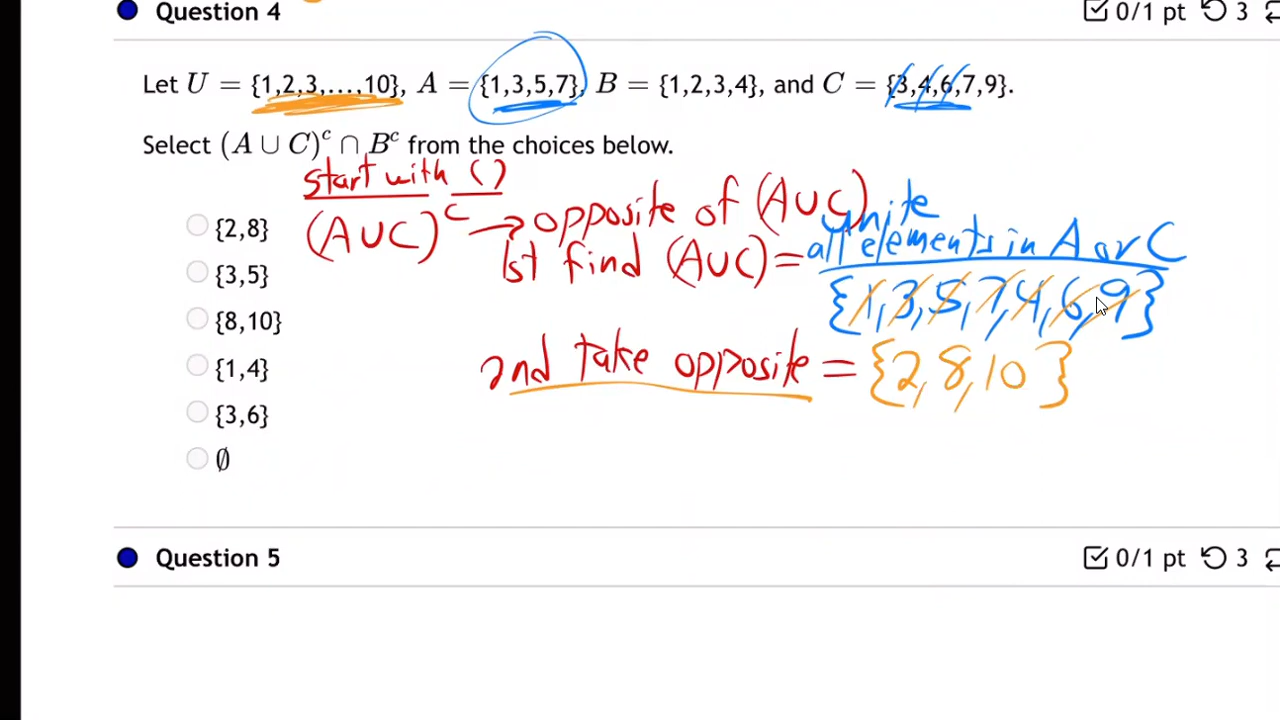 Question 4 0/1 pt 3
Let U = {1,2,3,...,10}, A = {1,3,5,7}, B = {1,2,3,4}, and C = {3,4,6,7,9}.
Select (A ∪ C)ᶜ ∩ Bᶜ from the choices below.
start with ()
(A∪C)ᶜ → opposite of (A∪C)
1st find (A∪C) = unite all elements in A or C
{1,3,5,7,4,6,9}
2nd take opposite = {2,8,10}
{2,8}
{3,5}
{8,10}
{1,4}
{3,6}
∅
Question 5 0/1 pt 3